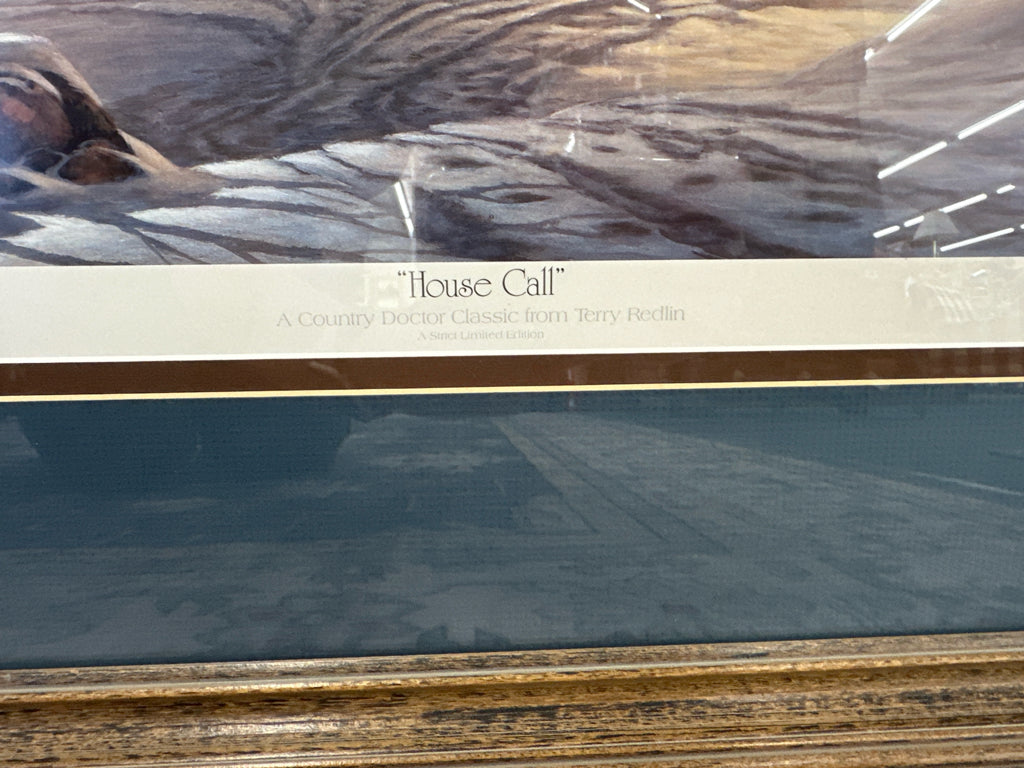 "House Call"
A Country Doctor Classic from Terry Redlin
A Strict Limited Edition